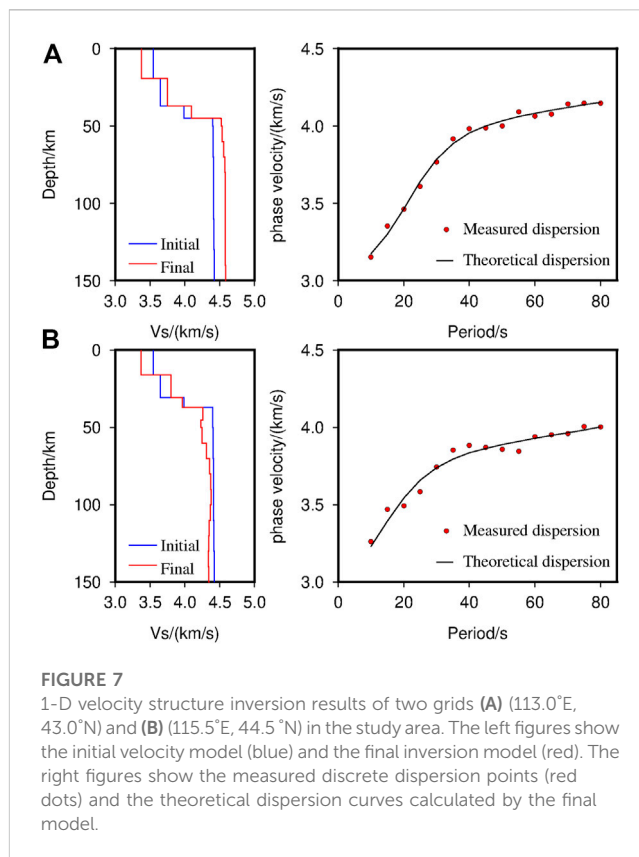 A
0
50
100
150
Depth/km
Initial
Final
3.0 3.5 4.0 4.5 5.0
Vs/(km/s)
4.5
4.0
3.5
3.0
phase velocity/(km/s)
Measured dispersion
Theoretical dispersion
0 20 40 60 80
Period/s
B
0
50
100
150
Depth/km
Initial
Final
3.0 3.5 4.0 4.5 5.0
Vs/(km/s)
4.5
4.0
3.5
3.0
phase velocity/(km/s)
Measured dispersion
Theoretical dispersion
0 20 40 60 80
Period/s
FIGURE 7
1-D velocity structure inversion results of two grids (A) (113.0°E,
43.0°N) and (B) (115.5°E, 44.5 °N) in the study area. The left figures show
the initial velocity model (blue) and the final inversion model (red). The
right figures show the measured discrete dispersion points (red
dots) and the theoretical dispersion curves calculated by the final
model.